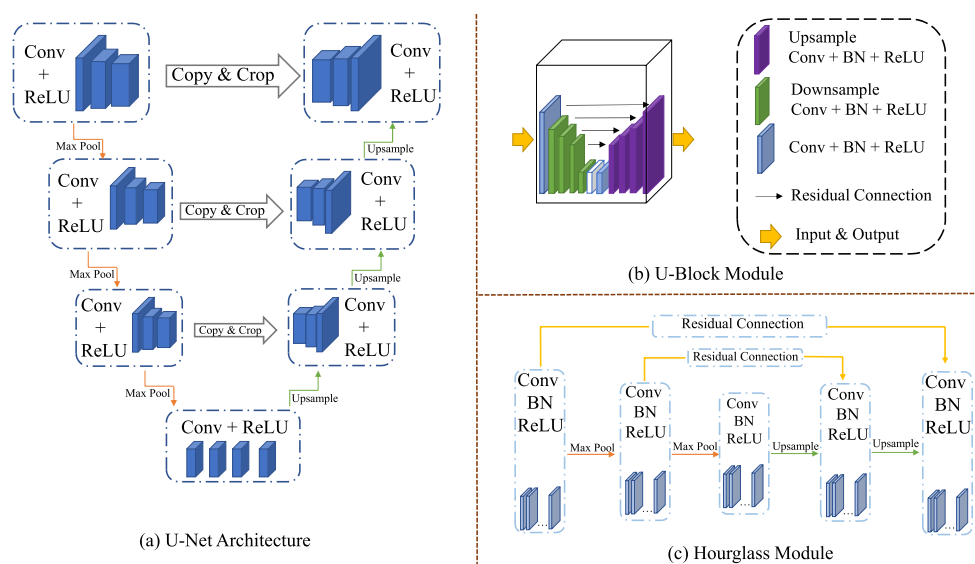 Conv
+
ReLU
Copy & Crop
Conv
+
ReLU
Max Pool
Upsample
Conv
+
ReLU
Copy & Crop
Conv
+
ReLU
Max Pool
Upsample
Conv
+
ReLU
Copy & Crop
Conv
+
ReLU
Max Pool
Upsample
Conv + ReLU
(a) U-Net Architecture
Upsample
Conv + BN + ReLU
Downsample
Conv + BN + ReLU
Conv + BN + ReLU
Residual Connection
Input & Output
(b) U-Block Module
Residual Connection
Residual Connection
Conv
BN
ReLU
Max Pool
Conv
BN
ReLU
Max Pool
Conv
BN
ReLU
Upsample
Conv
BN
ReLU
Upsample
Conv
BN
ReLU
...
...
...
...
...
(c) Hourglass Module